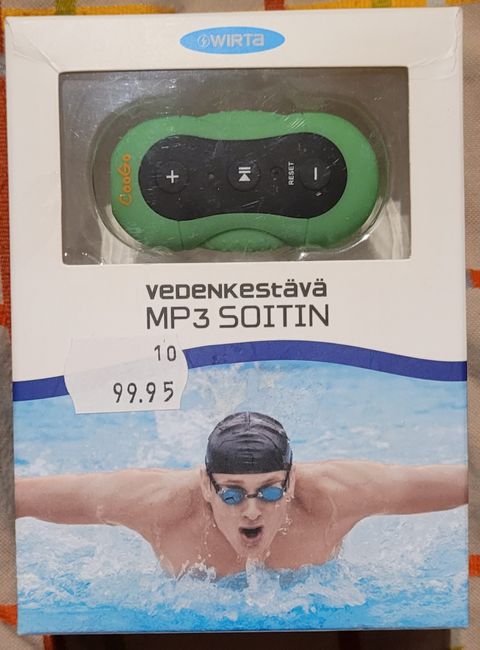 WIRTA
CooGo
+
RESET
−
VEDENKESTÄVÄ
MP3 SOITIN
10
99.95